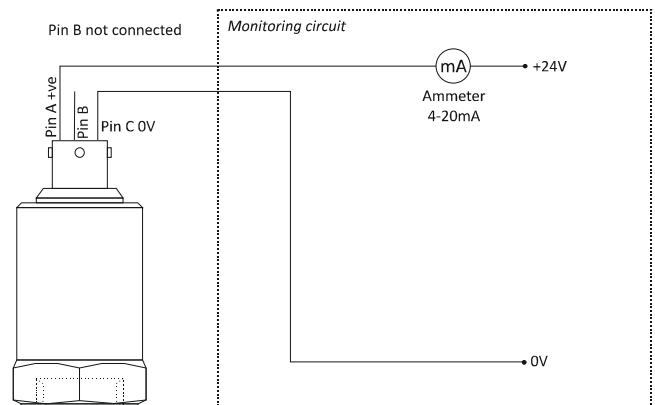 Pin B not connected
Monitoring circuit
mA
+24V
Ammeter
4-20mA
Pin A +ve
Pin B
Pin C 0V
0V